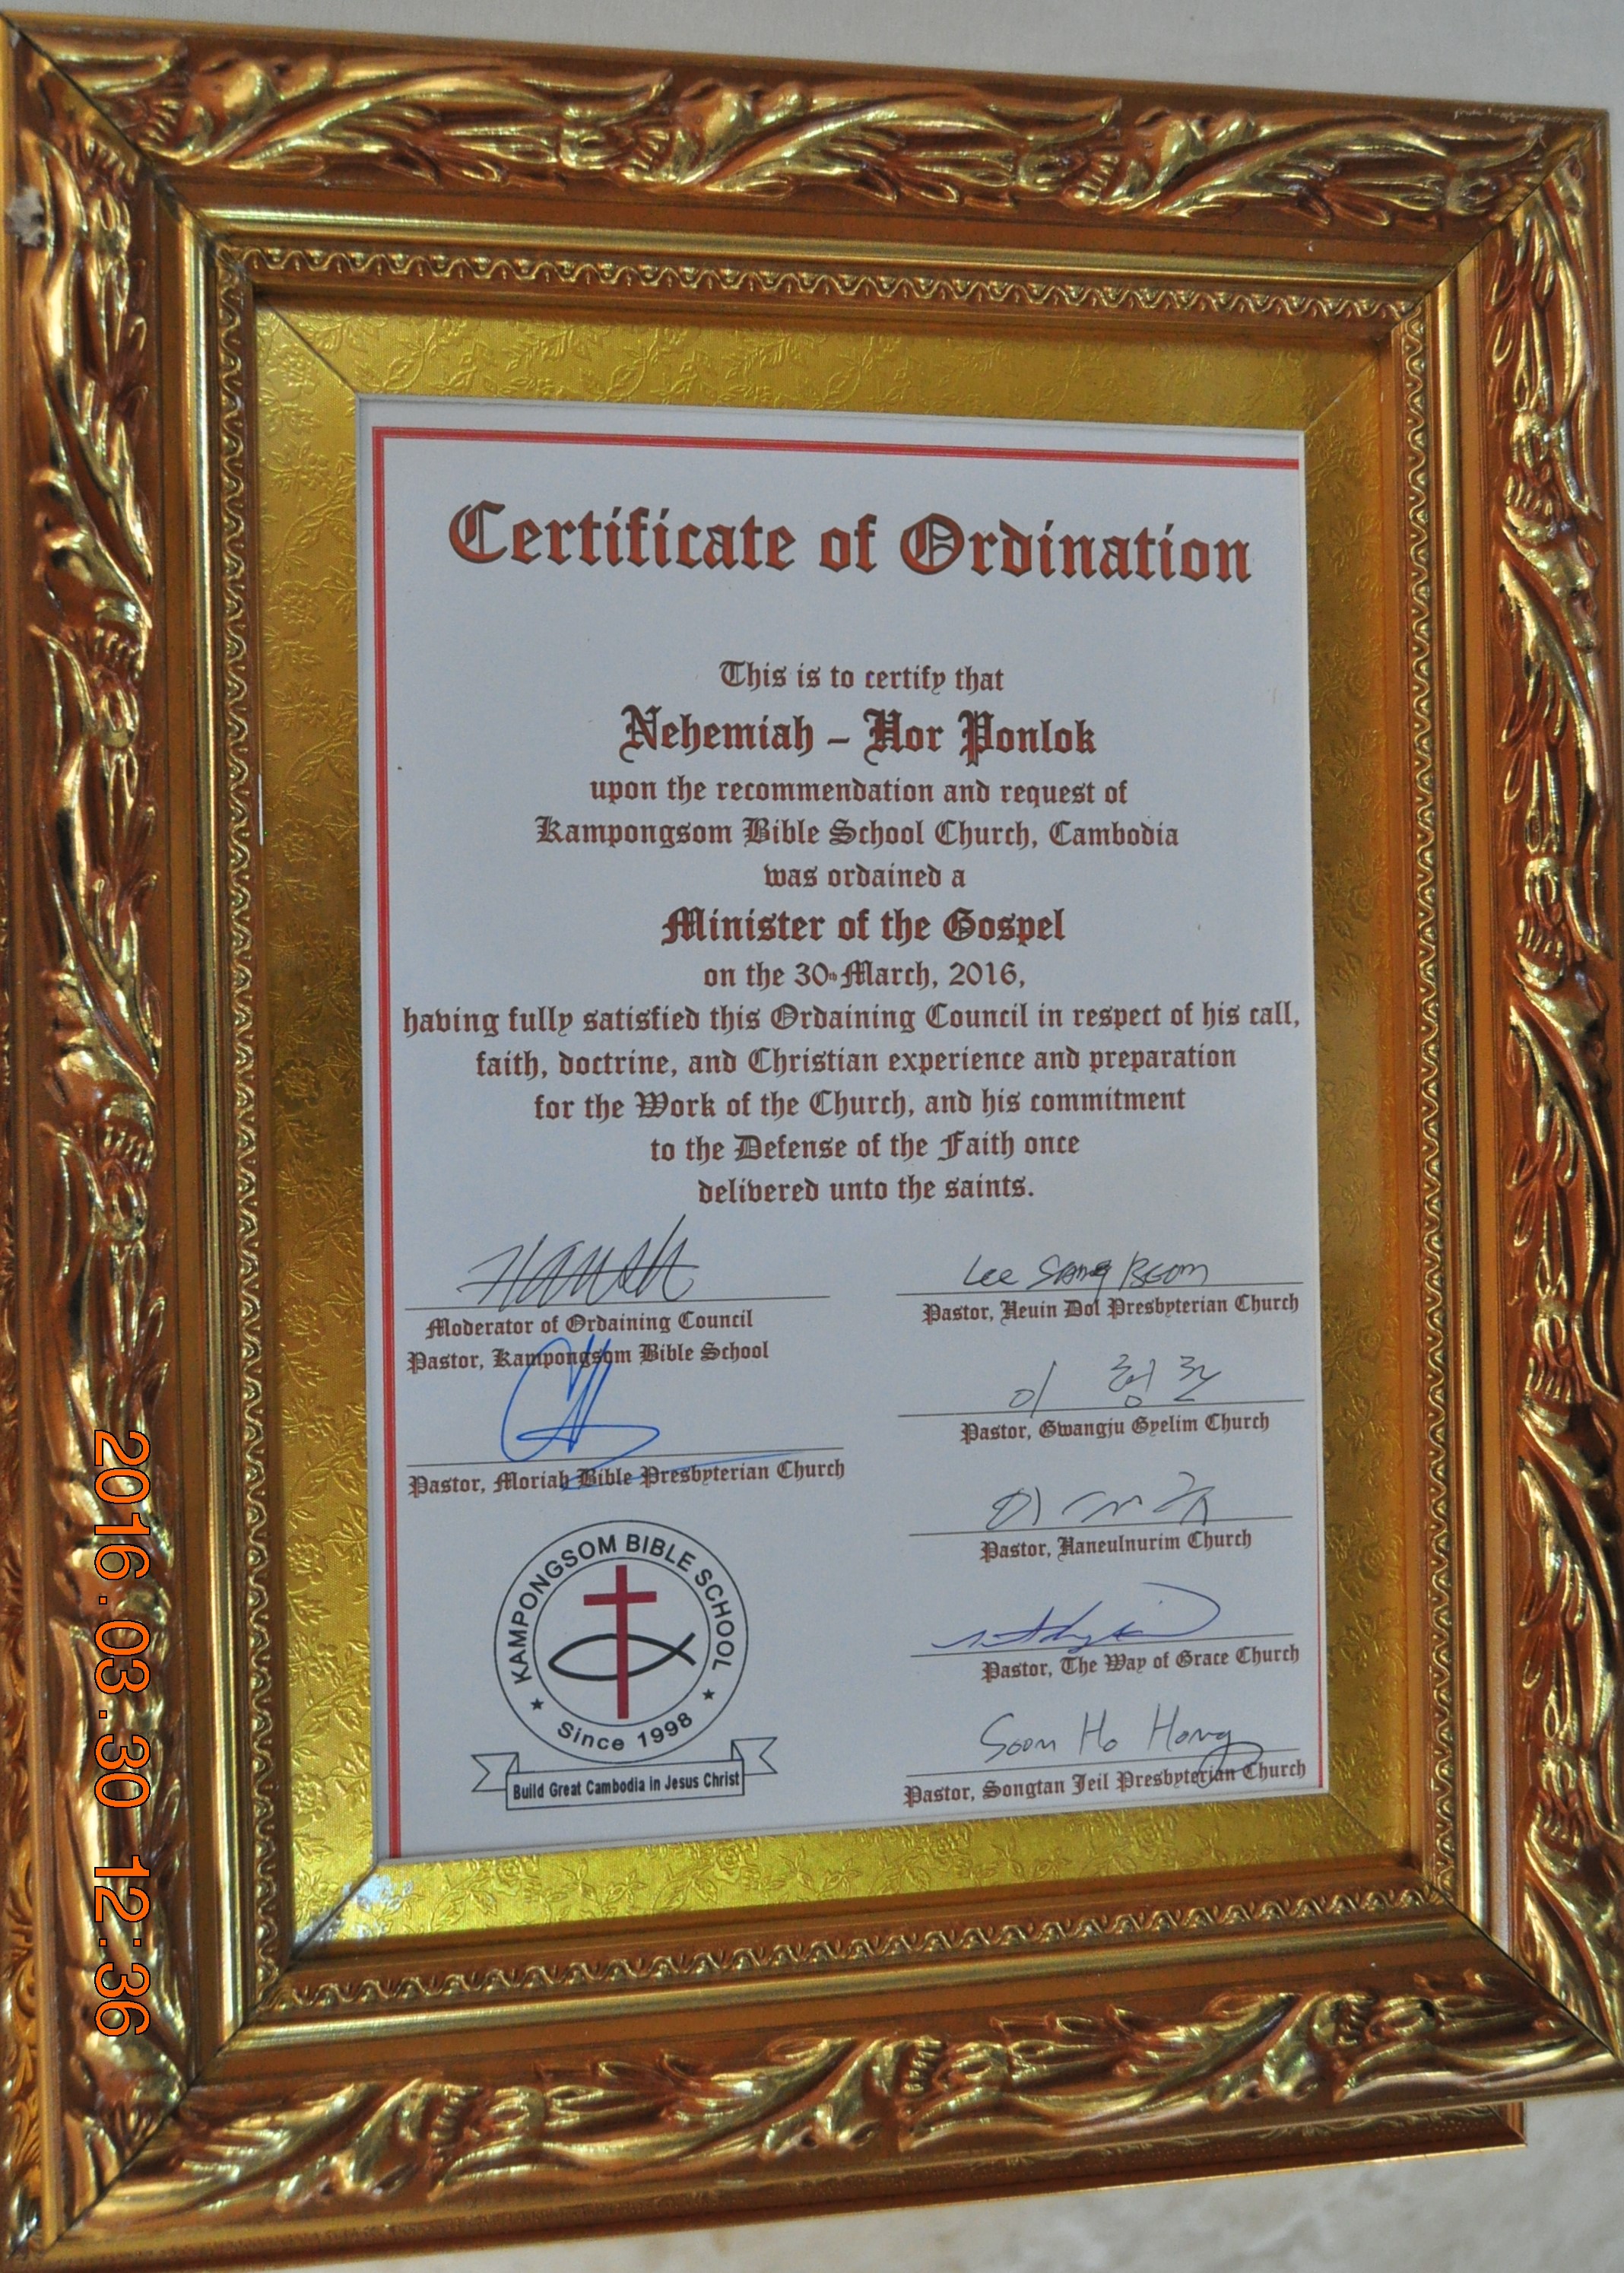 Certificate of Ordination
This is to certify that
Nehemiah - Hor Ponlok
upon the recommendation and request of
Kampongsom Bible School Church, Cambodia
was ordained a
Minister of the Gospel
on the 30th March, 2016,
having fully satisfied this Ordaining Council in respect of his call,
faith, doctrine, and Christian experience and preparation
for the Work of the Church, and his commitment
to the Defense of the Faith once
delivered unto the saints.
Moderator of Ordaining Council
Pastor, Kampongsom Bible School
Pastor, Moriah Bible Presbyterian Church
KAMPONGSOM BIBLE SCHOOL
Since 1998
Build Great Cambodia in Jesus Christ
Lee Sang Beom
Pastor, Heuin Dol Presbyterian Church
Pastor, Gwangju Gyelim Church
Pastor, Haneulnurim Church
Pastor, The Way of Grace Church
Soon Ho Hong
Pastor, Songtan Jeil Presbyterian Church
2016.03.30 12:36